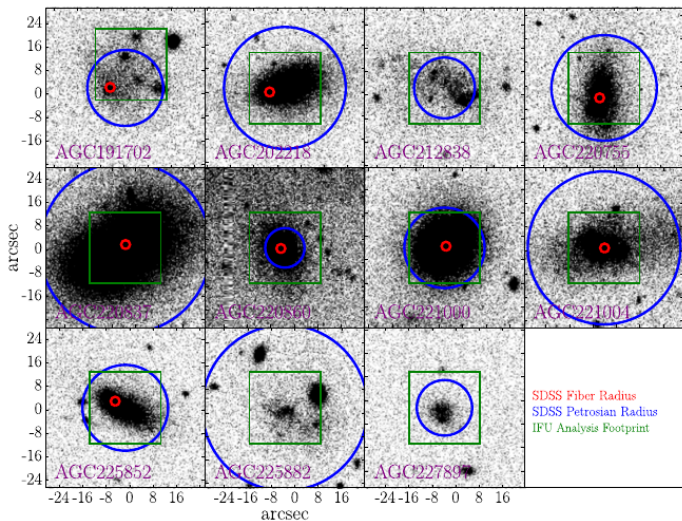 24
16
8
0
-8
-16
AGC191702
AGC202218
AGC212838
AGC220755
24
16
8
0
-8
-16
arcsec
AGC220837
AGC220860
AGC221000
AGC221004
24
16
8
0
-8
-16
-24
AGC225852
AGC225882
AGC227897
SDSS Fiber Radius
SDSS Petrosian Radius
IFU Analysis Footprint
-24 -16 -8 0 8 16 -24 -16 -8 0 8 16 -24 -16 -8 0 8 16
arcsec